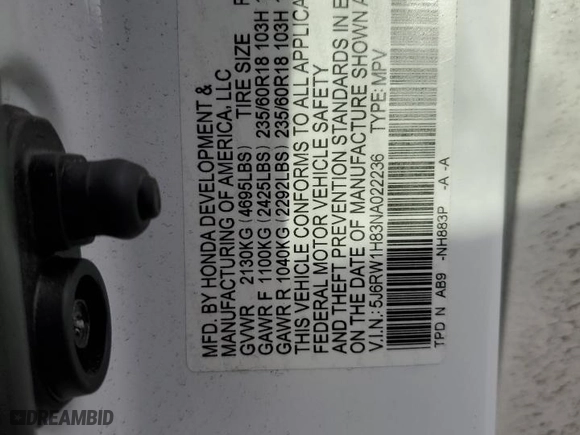 MFD. BY HONDA DEVELOPMENT &
MANUFACTURING OF AMERICA, LLC
GVWR 2130KG (4695LBS) TIRE SIZE
GAWR F 1100KG (2425LBS) 235/60R18 103H
GAWR R 1040KG (2292LBS) 235/60R18 103H
THIS VEHICLE CONFORMS TO ALL APPLICA
FEDERAL MOTOR VEHICLE SAFETY
AND THEFT PREVENTION STANDARDS IN E
ON THE DATE OF MANUFACTURE SHOWN A
V.I.N.: 5J6RW1H83NA022236 TYPE: MPV
TPD N AB9 -NH883P -A -A
DREAMBID